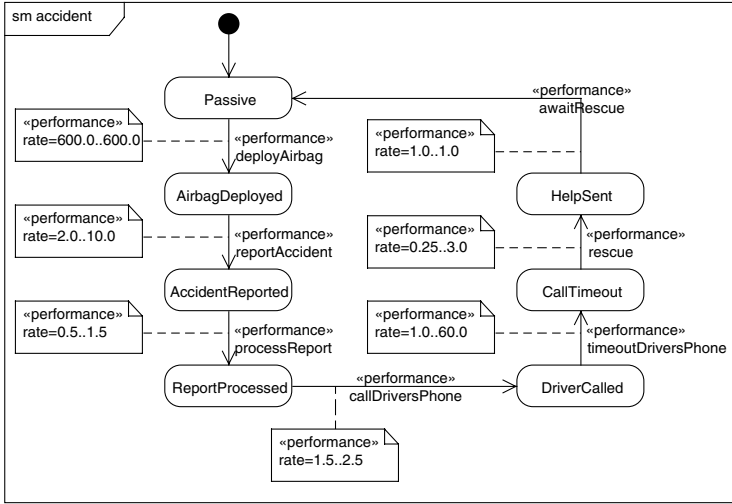 sm accident
Passive
«performance»
awaitRescue
«performance»
rate=600.0..600.0
«performance»
deployAirbag
«performance»
rate=1.0..1.0
AirbagDeployed
HelpSent
«performance»
rate=2.0..10.0
«performance»
reportAccident
«performance»
rate=0.25..3.0
«performance»
rescue
AccidentReported
CallTimeout
«performance»
rate=0.5..1.5
«performance»
processReport
«performance»
rate=1.0..60.0
«performance»
timeoutDriversPhone
ReportProcessed
«performance»
callDriversPhone
DriverCalled
«performance»
rate=1.5..2.5